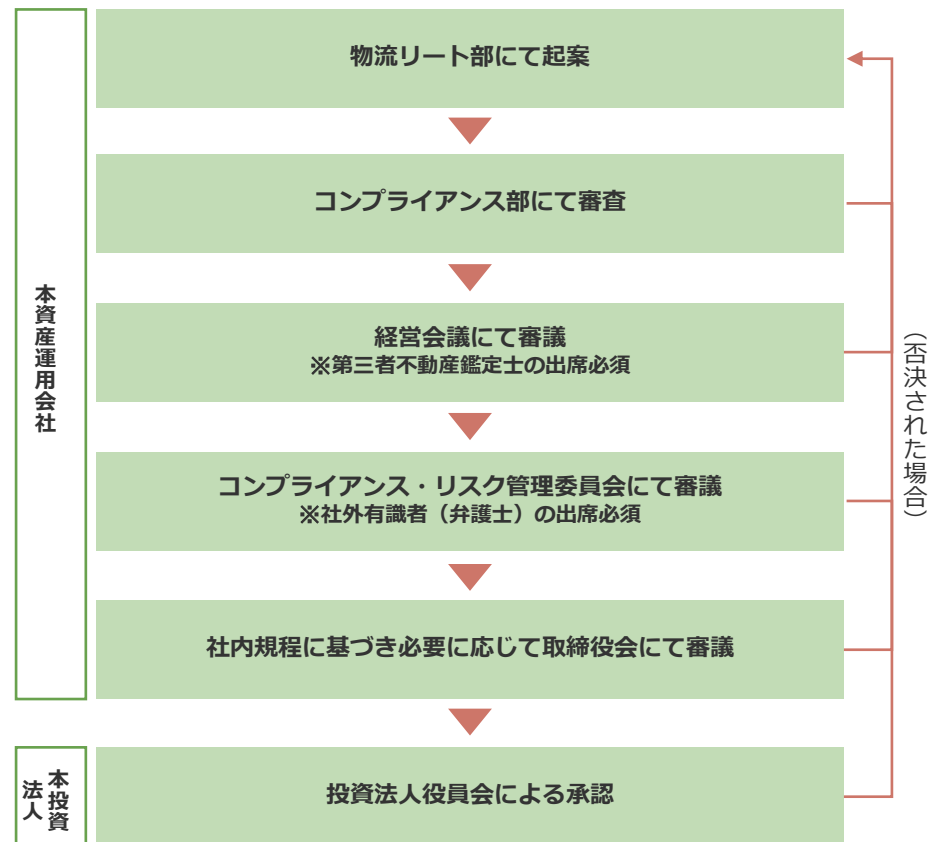 本資産運用会社
物流リート部にて起案
コンプライアンス部にて審査
経営会議にて審議
※第三者不動産鑑定士の出席必須
コンプライアンス・リスク管理委員会にて審議
※社外有識者（弁護士）の出席必須
社内規程に基づき必要に応じて取締役会にて審議
（否決された場合）
本投資
法人
投資法人役員会による承認